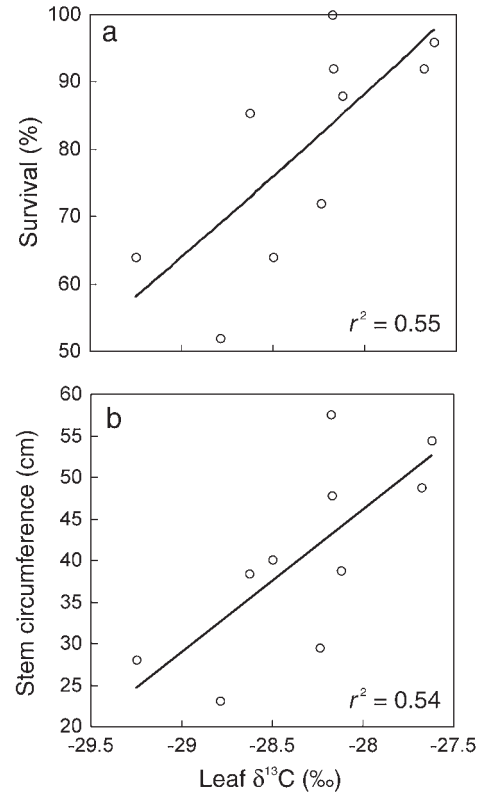 a
100
90
80
70
60
50
Survival (%)
r² = 0.55
b
60
55
50
45
40
35
30
25
20
Stem circumference (cm)
r² = 0.54
-29.5 -29 -28.5 -28 -27.5
Leaf δ¹³C (‰)